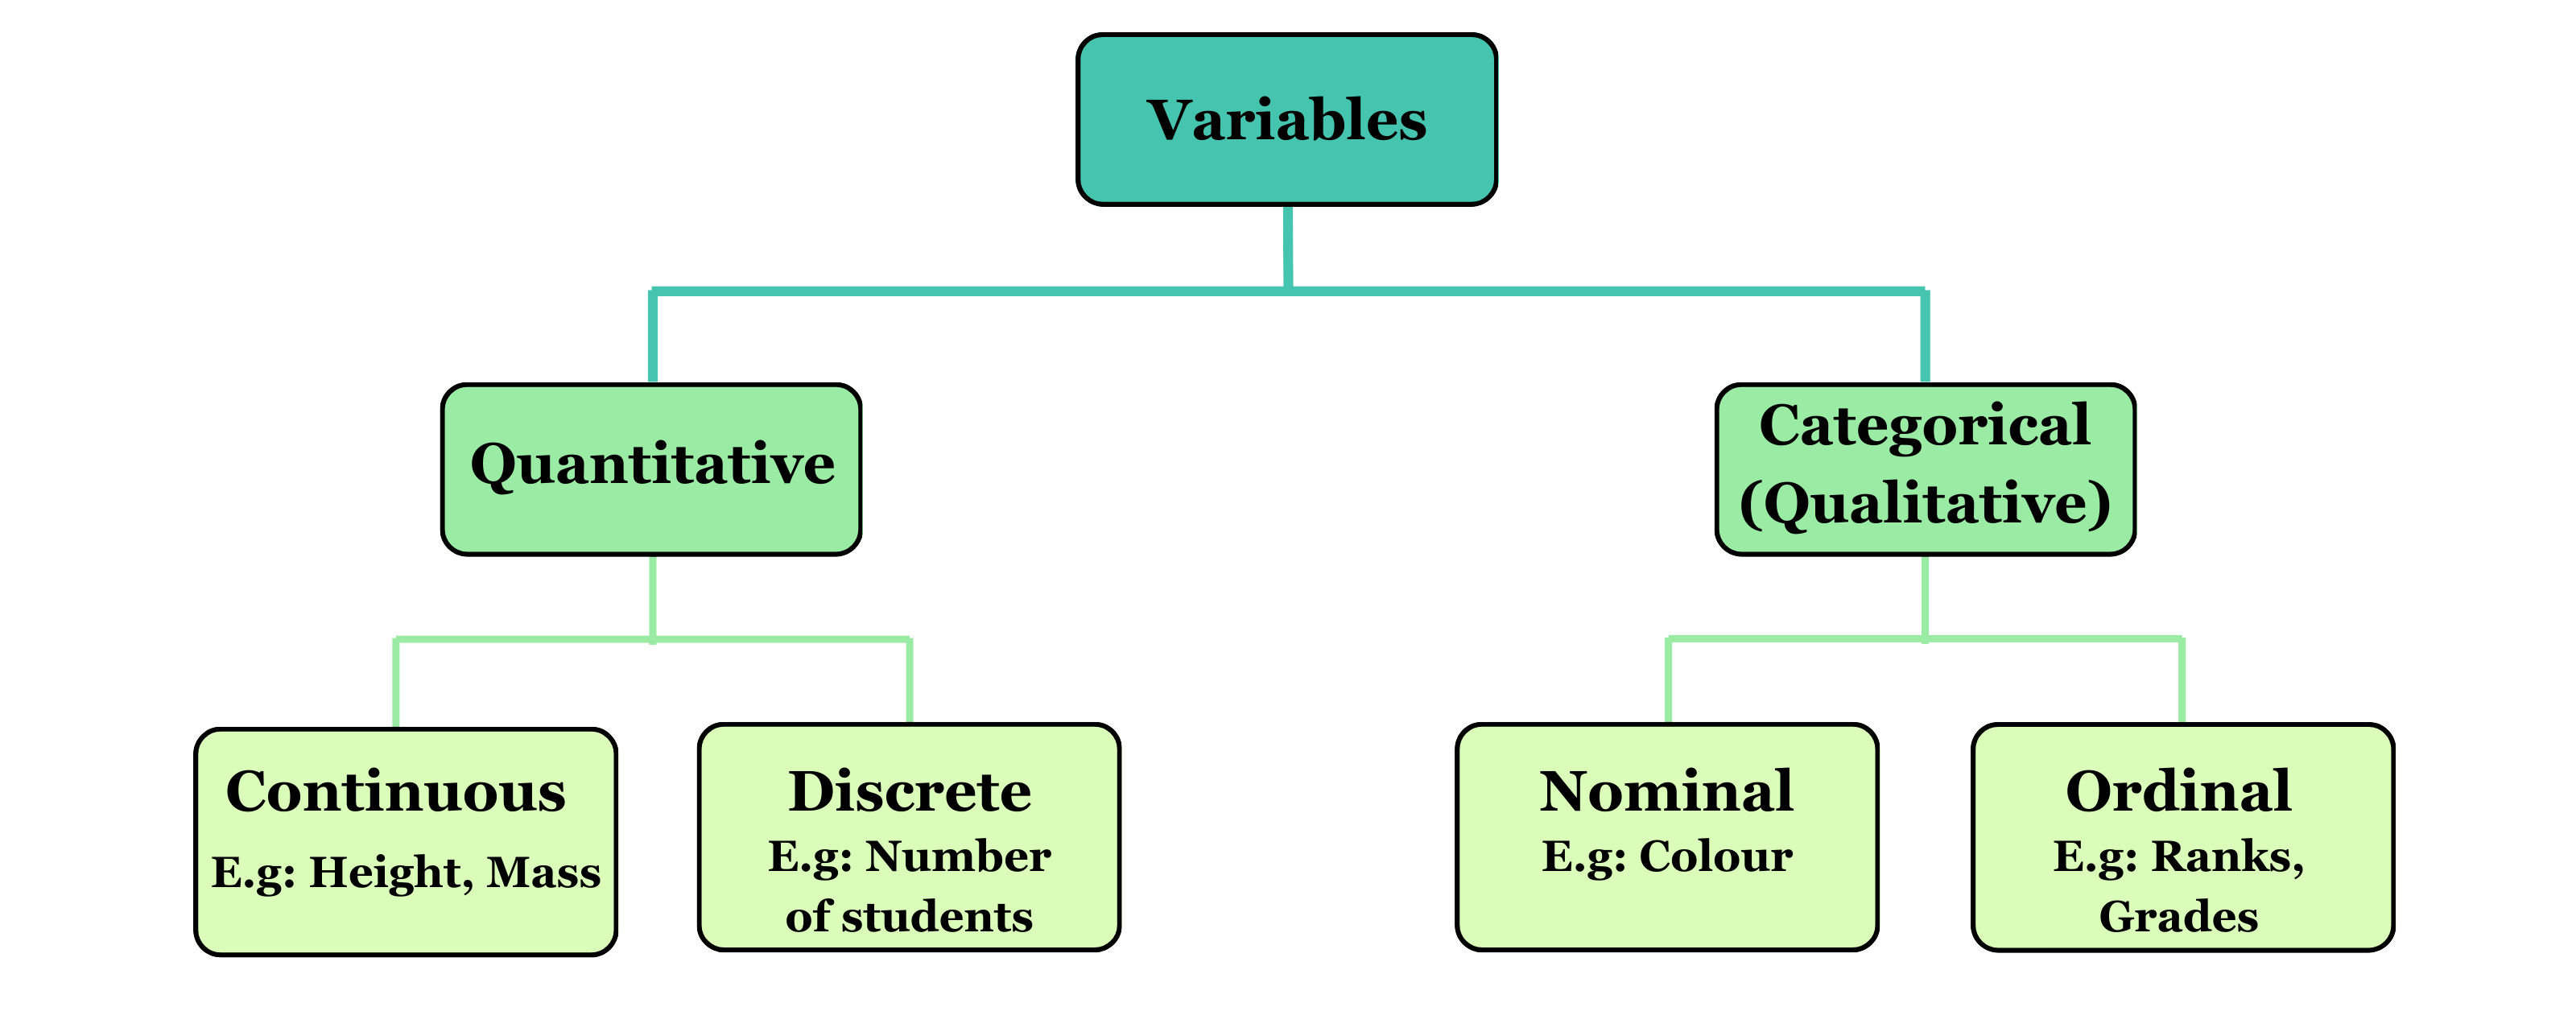 Variables
Quantitative
Categorical
(Qualitative)
Continuous
E.g: Height, Mass
Discrete
E.g: Number
of students
Nominal
E.g: Colour
Ordinal
E.g: Ranks,
Grades